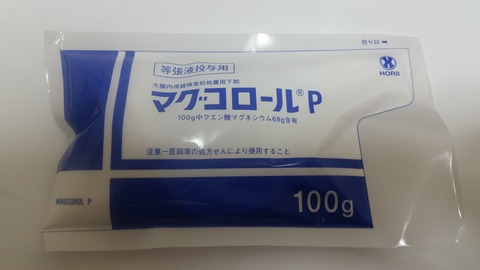 切り口→
HORII
等張液投与用
大腸内視鏡検査前処置用下剤
マグコロール®P
100g中クエン酸マグネシウム68g含有
注意－医師等の処方せんにより使用すること
MAGCOROL P
100g